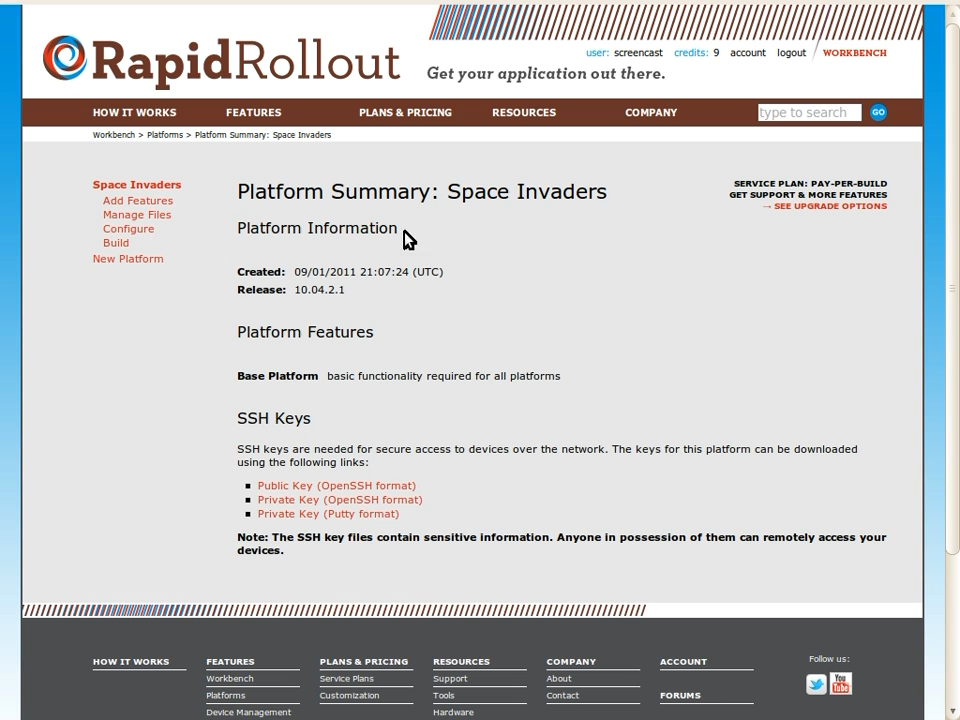 RapidRollout
Get your application out there.
user: screencast credits: 9 account logout WORKBENCH
HOW IT WORKS FEATURES PLANS & PRICING RESOURCES COMPANY type to search GO
Workbench > Platforms > Platform Summary: Space Invaders
Space Invaders
Add Features
Manage Files
Configure
Build
New Platform
Platform Summary: Space Invaders
SERVICE PLAN: PAY-PER-BUILD
GET SUPPORT & MORE FEATURES
→ SEE UPGRADE OPTIONS
Platform Information
Created: 09/01/2011 21:07:24 (UTC)
Release: 10.04.2.1
Platform Features
Base Platform basic functionality required for all platforms
SSH Keys
SSH keys are needed for secure access to devices over the network. The keys for this platform can be downloaded
using the following links:
Public Key (OpenSSH format)
Private Key (OpenSSH format)
Private Key (Putty format)
Note: The SSH key files contain sensitive information. Anyone in possession of them can remotely access your
devices.
HOW IT WORKS FEATURES PLANS & PRICING RESOURCES COMPANY ACCOUNT Follow us:
Workbench Service Plans Support About
Platforms Customization Tools Contact FORUMS You Tube
Device Management Hardware